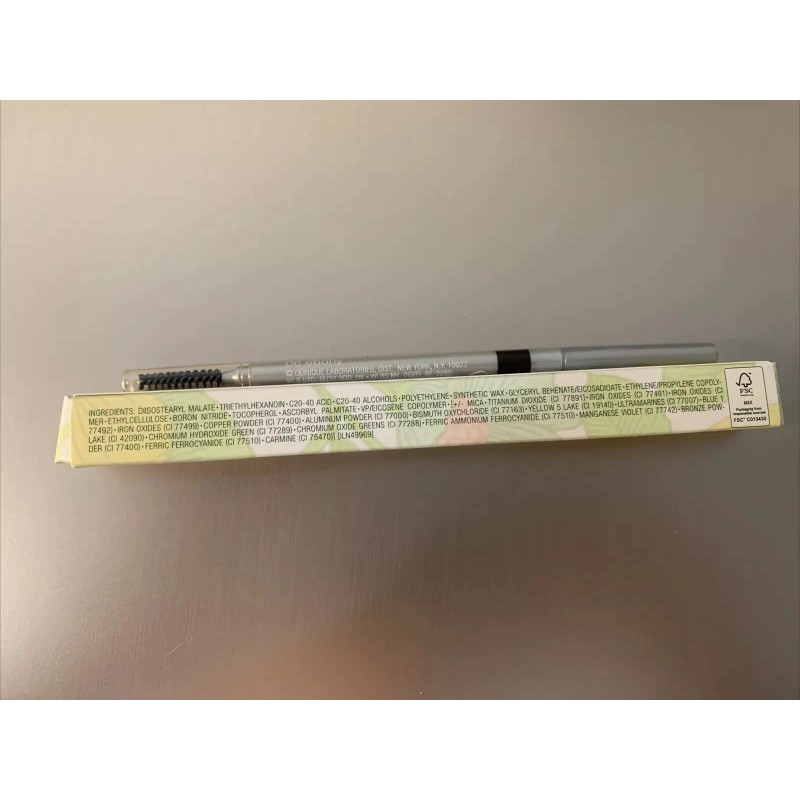 © CLINIQUE LABORATORIES, DIST. NEW YORK, N.Y. 10022
INGREDIENTS: DIISOSTEARYL MALATE • TRIETHYLHEXANOIN • C20-40 ACID • C20-40 ALCOHOLS • POLYETHYLENE • SYNTHETIC WAX • GLYCERYL BEHENATE/EICOSADIOATE • ETHYLENE/PROPYLENE COPOLY-
MER • ETHYLCELLULOSE • BORON NITRIDE • TOCOPHEROL • ASCORBYL PALMITATE • VP/EICOSENE COPOLYMER • [+/- MICA • TITANIUM DIOXIDE (CI 77891) • IRON OXIDES (CI 77491) • IRON OXIDES (CI
77492) • IRON OXIDES (CI 77499) • COPPER POWDER (CI 77400) • ALUMINUM POWDER (CI 77000) • BISMUTH OXYCHLORIDE (CI 77163) • YELLOW 5 LAKE (CI 19140) • ULTRAMARINES (CI 77007) • BLUE 1
LAKE (CI 42090) • CHROMIUM HYDROXIDE GREEN (CI 77289) • CHROMIUM OXIDE GREENS (CI 77288) • FERRIC AMMONIUM FERROCYANIDE (CI 77510) • MANGANESE VIOLET (CI 77742) • BRONZE POW-
DER (CI 77400) • FERRIC FERROCYANIDE (CI 77510) • CARMINE (CI 75470)] [ILN49969]
FSC
MIX
Packaging from
responsible sources
FSC® C013430